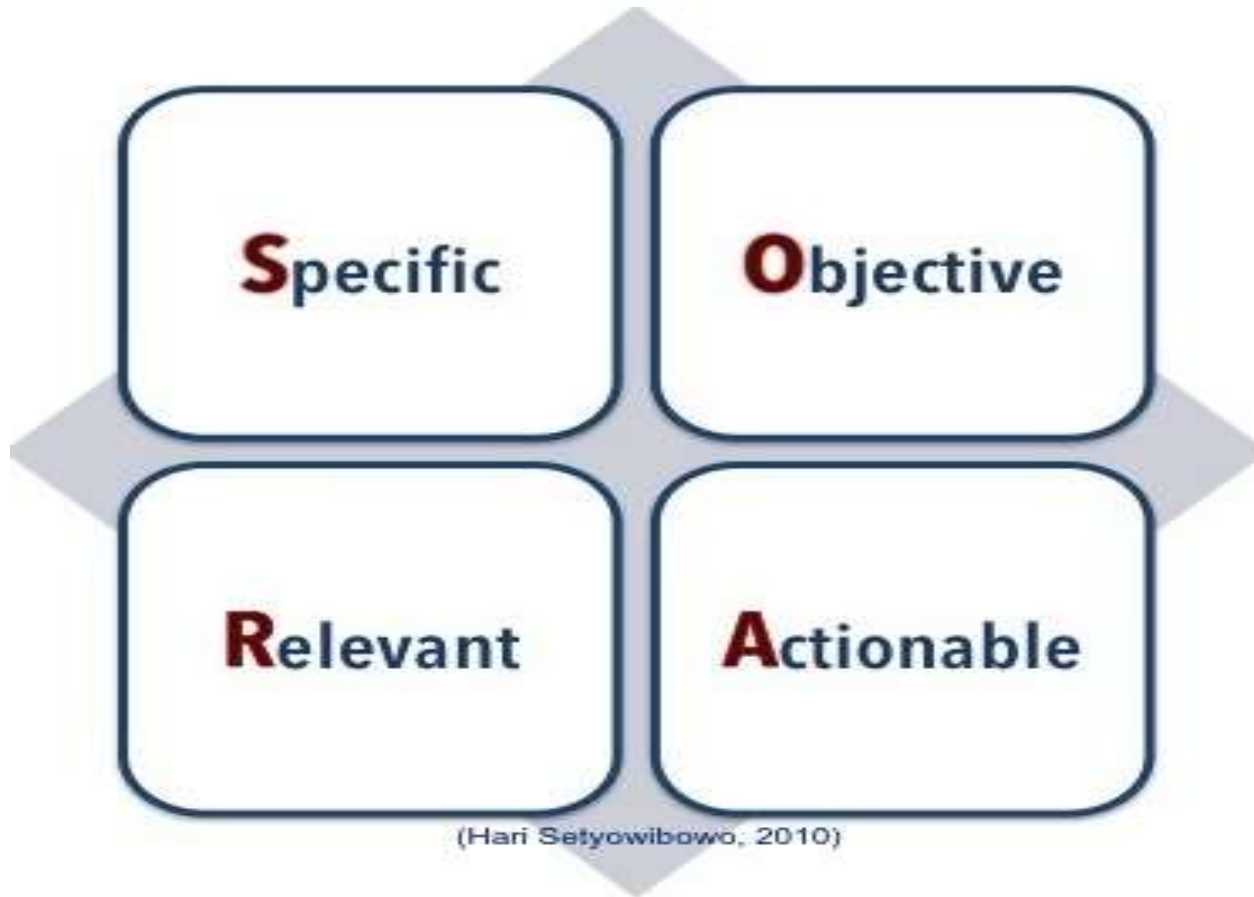 Specific
Objective
Relevant
Actionable
(Hari Setyowibowo, 2010)